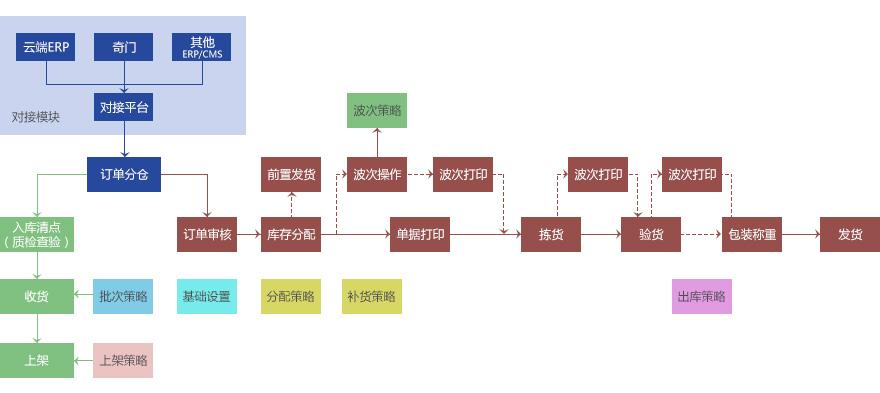 云端ERP
奇门
其他
ERP/CMS
对接模块
对接平台
波次策略
订单分仓
前置发货
波次操作
波次打印
波次打印
波次打印
入库清点
（质检查验）
订单审核
库存分配
单据打印
拣货
验货
包装称重
发货
收货
批次策略
基础设置
分配策略
补货策略
出库策略
上架
上架策略